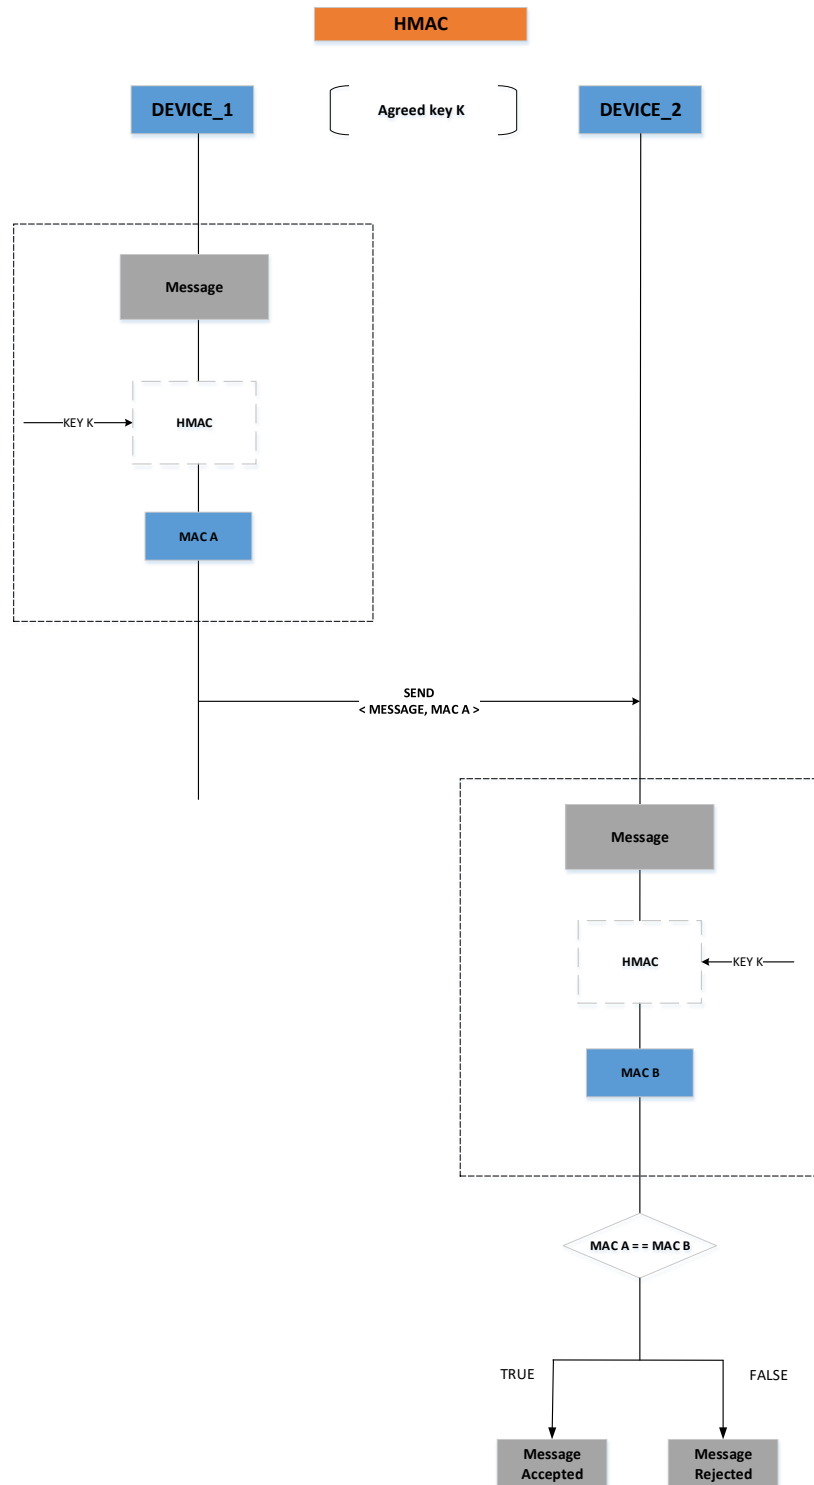 HMAC
DEVICE_1
Agreed key K
DEVICE_2
Message
KEY K
HMAC
MAC A
SEND
< MESSAGE, MAC A >
Message
HMAC
KEY K
MAC B
MAC A = = MAC B
TRUE
FALSE
Message
Accepted
Message
Rejected